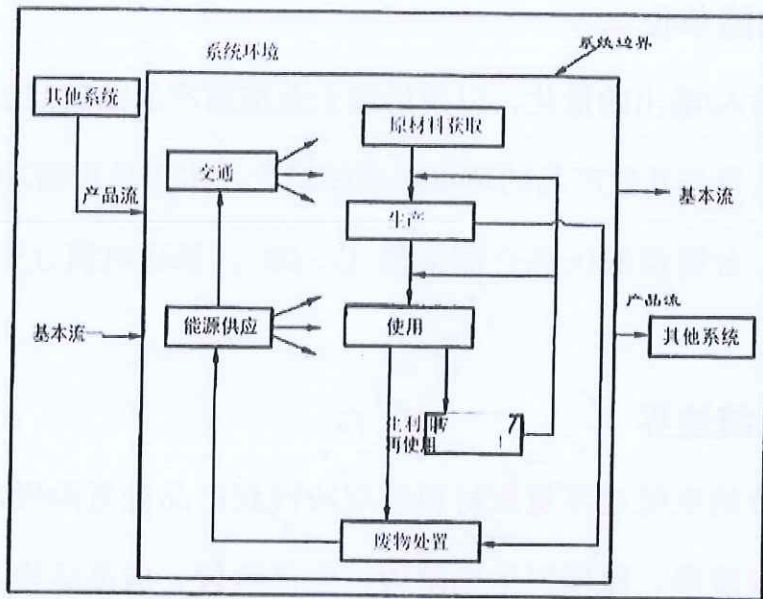 系统环境
系统边界
其他系统
原材料获取
交通
产品流
基本流
生产
产品流
基本流
能源供应
使用
其他系统
再使用
废物处置